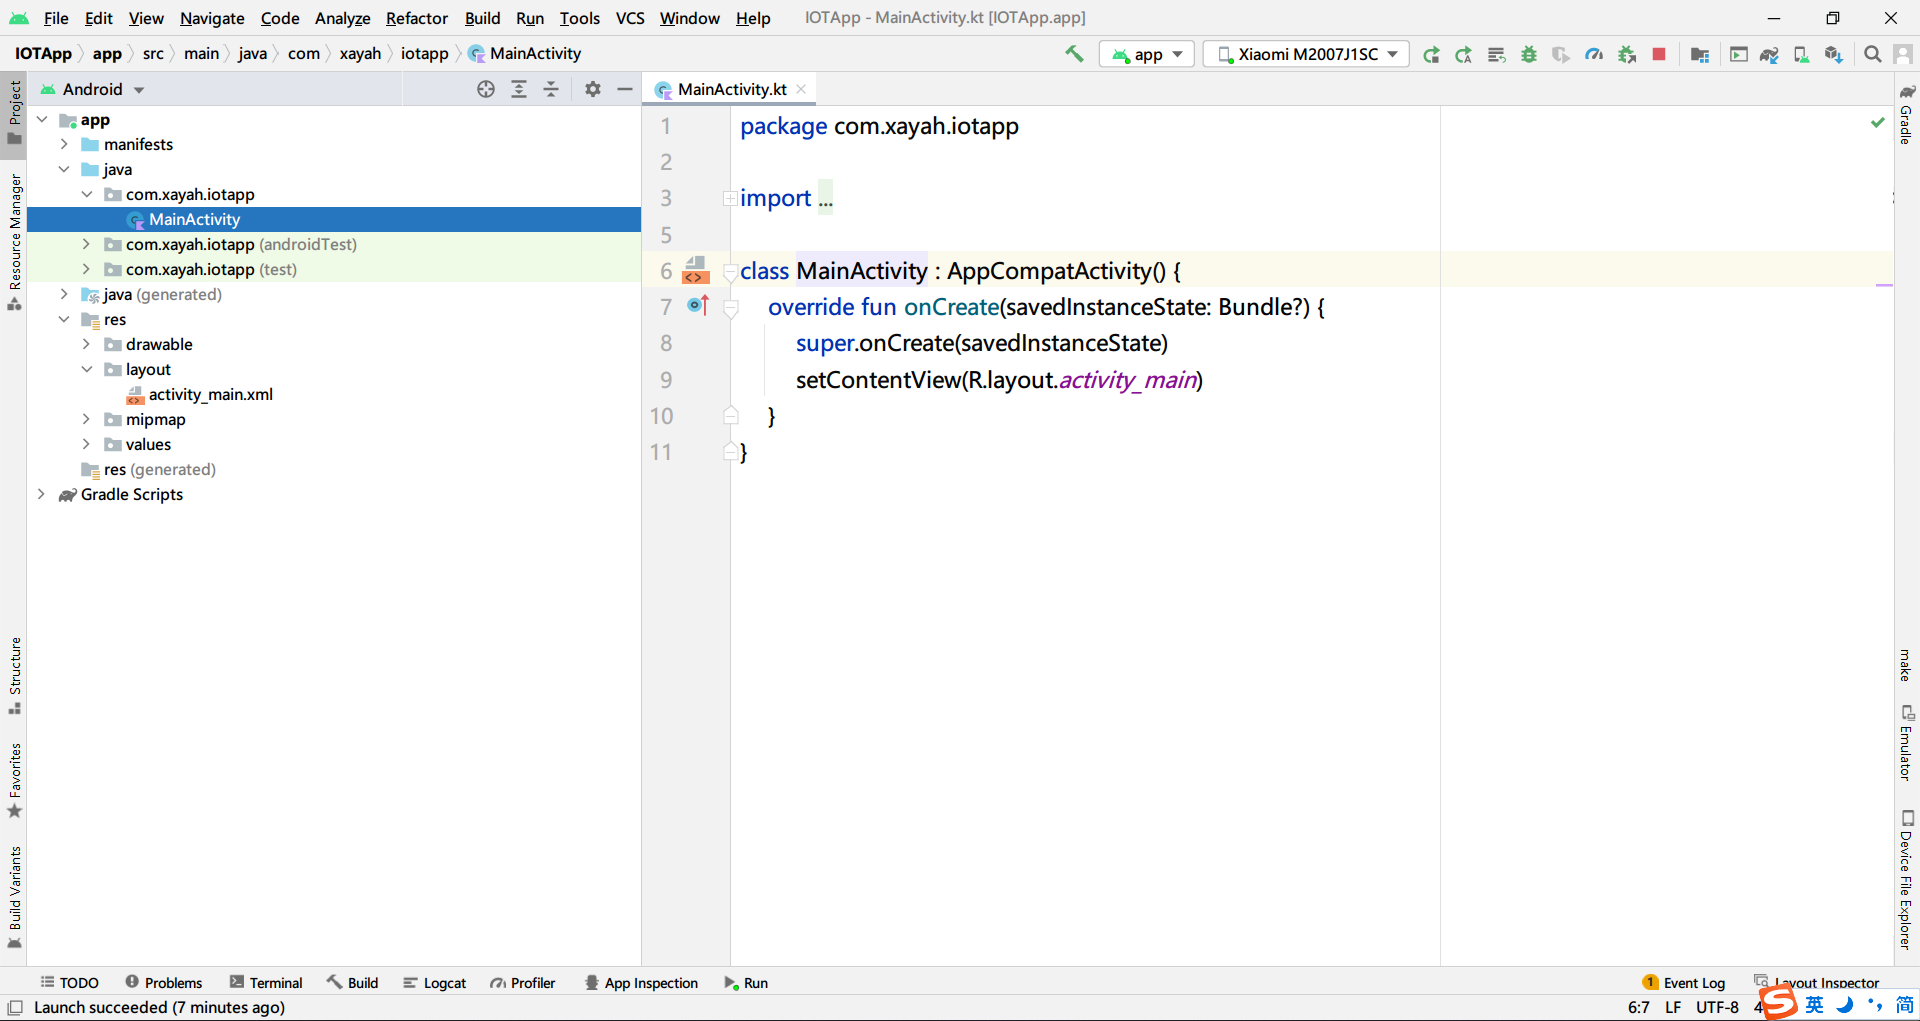 File Edit View Navigate Code Analyze Refactor Build Run Tools VCS Window Help IOTApp - MainActivity.kt [IOTApp.app]
IOTApp app src main java com xayah iotapp MainActivity app Xiaomi M2007J1SC
Project
Resource Manager
Structure
Favorites
Build Variants
Android
app
manifests
java
com.xayah.iotapp
MainActivity
com.xayah.iotapp (androidTest)
com.xayah.iotapp (test)
java (generated)
res
drawable
layout
activity_main.xml
mipmap
values
res (generated)
Gradle Scripts
MainActivity.kt
1 package com.xayah.iotapp
2
3 import ...
5
6 class MainActivity : AppCompatActivity() {
7 override fun onCreate(savedInstanceState: Bundle?) {
8 super.onCreate(savedInstanceState)
9 setContentView(R.layout.activity_main)
10 }
11 }
Gradle
make
Emulator
Device File Explorer
TODO Problems Terminal Build Logcat Profiler App Inspection Run 1 Event Log Layout Inspector
Launch succeeded (7 minutes ago) 6:7 LF UTF-8 4 S 英 简